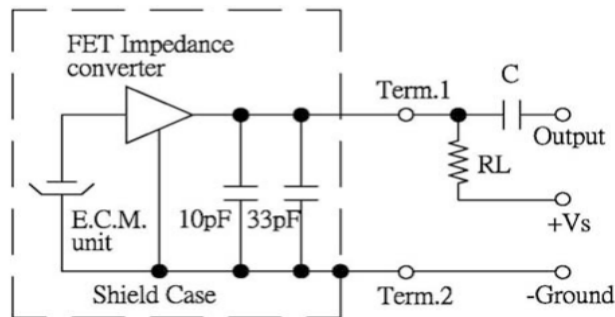 FET Impedance
converter
Term.1
C
Output
RL
+Vs
E.C.M.
unit
10pF
33pF
Shield Case
Term.2
-Ground